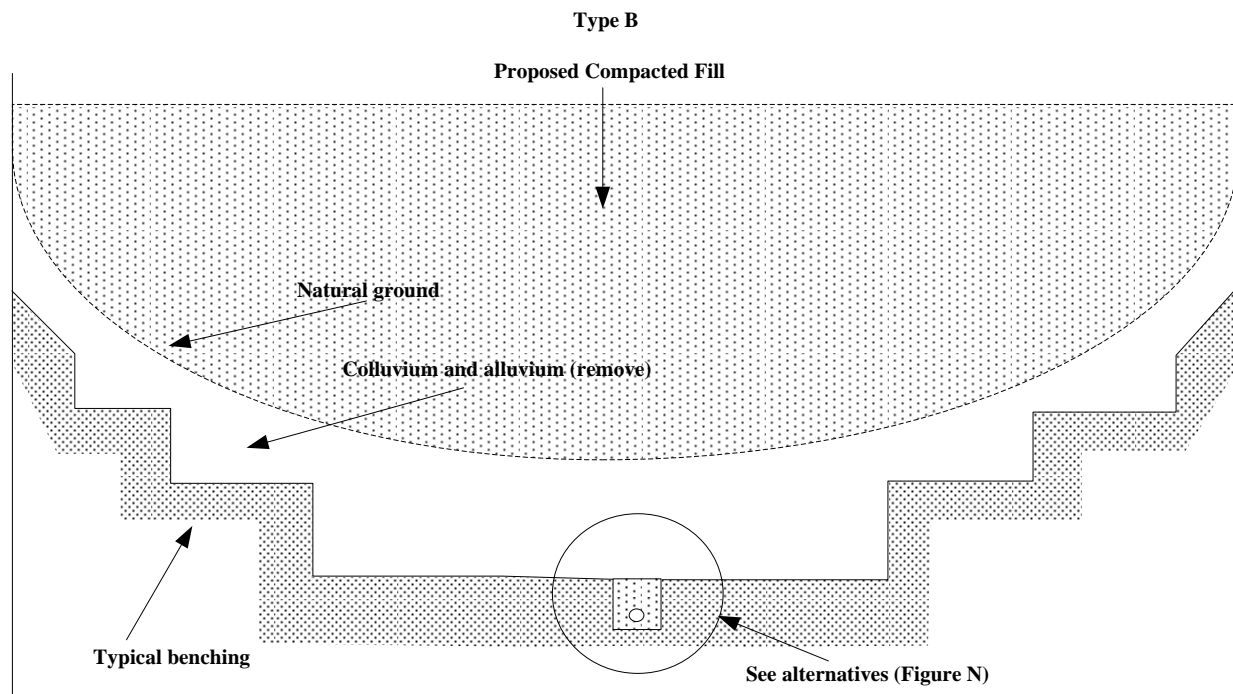 Type B
Proposed Compacted Fill
Natural ground
Colluvium and alluvium (remove)
Typical benching
See alternatives (Figure N)